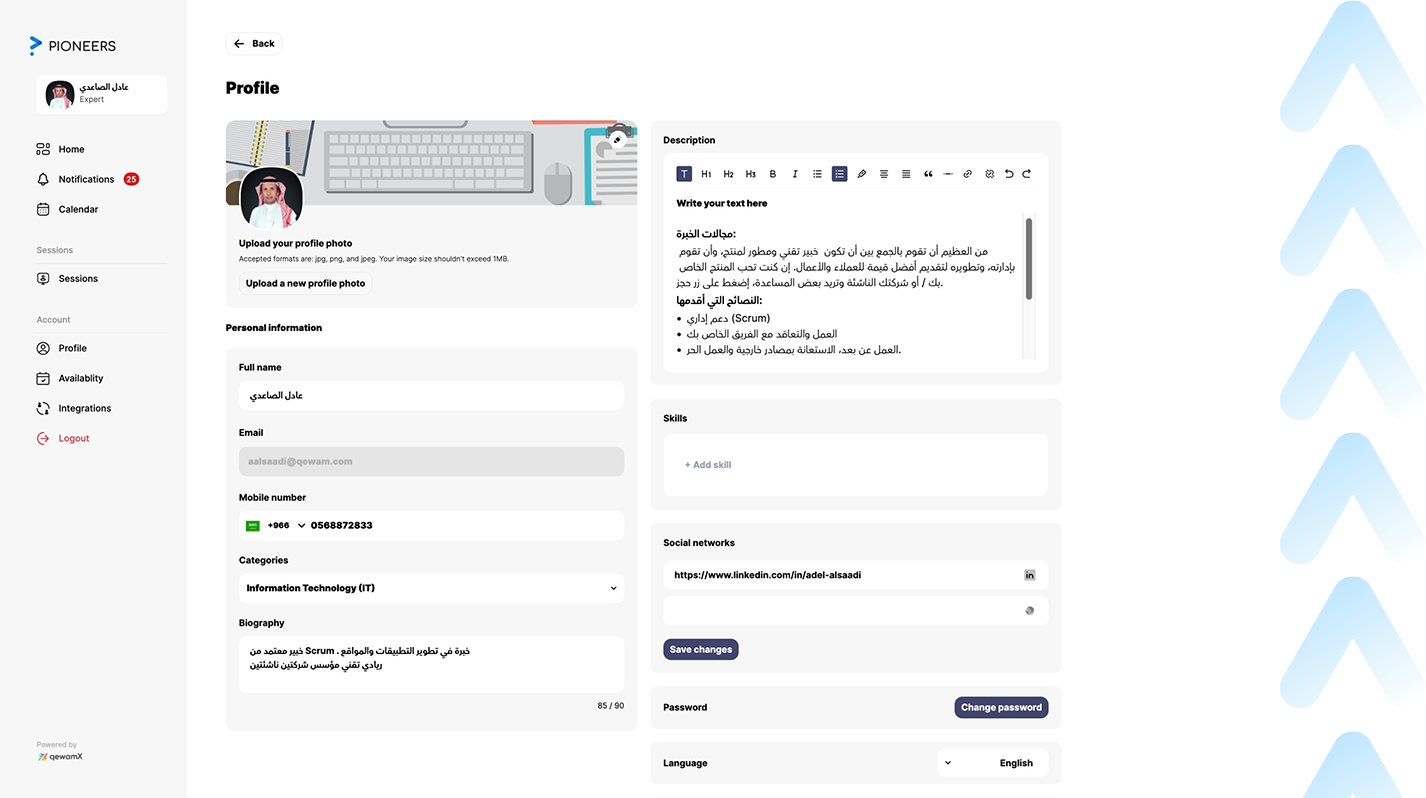 PIONEERS
عادل الصاعدي
Expert
Home
Notifications 25
Calendar
Sessions
Sessions
Account
Profile
Availablity
Integrations
Logout
Powered by
qewamX
Back
Profile
Upload your profile photo
Accepted formats are: jpg, png, and jpeg. Your image size shouldn't exceed 1MB.
Upload a new profile photo
Personal information
Full name
عادل الصاعدي
Email
aalsaadi@qewam.com
Mobile number
+966 0568872833
Categories
Information Technology (IT)
Biography
خبير معتمد من Scrum . خبرة في تطوير التطبيقات والمواقع
ريادي تقني مؤسس شركتين ناشئتين
85 / 90
Description
T H1 H2 H3 B I
Write your text here
مجالات الخبرة:
من العظيم أن تقوم بالجمع بين أن تكون خبير تقني ومطور لمنتج، وأن تقوم
بإدارته، وتطويره لتقديم أفضل قيمة للعملاء والأعمال. إن كنت تحب المنتج الخاص
بك / أو شركتك الناشئة وتريد بعض المساعدة، إضغط على زر حجز.
النصائح التي أقدمها:
• دعم إداري (Scrum)
• العمل والتعاقد مع الفريق الخاص بك
• العمل عن بعد، الاستعانة بمصادر خارجية والعمل الحر.
Skills
+ Add skill
Social networks
https://www.linkedin.com/in/adel-alsaadi
in
Save changes
Password
Change password
Language
English